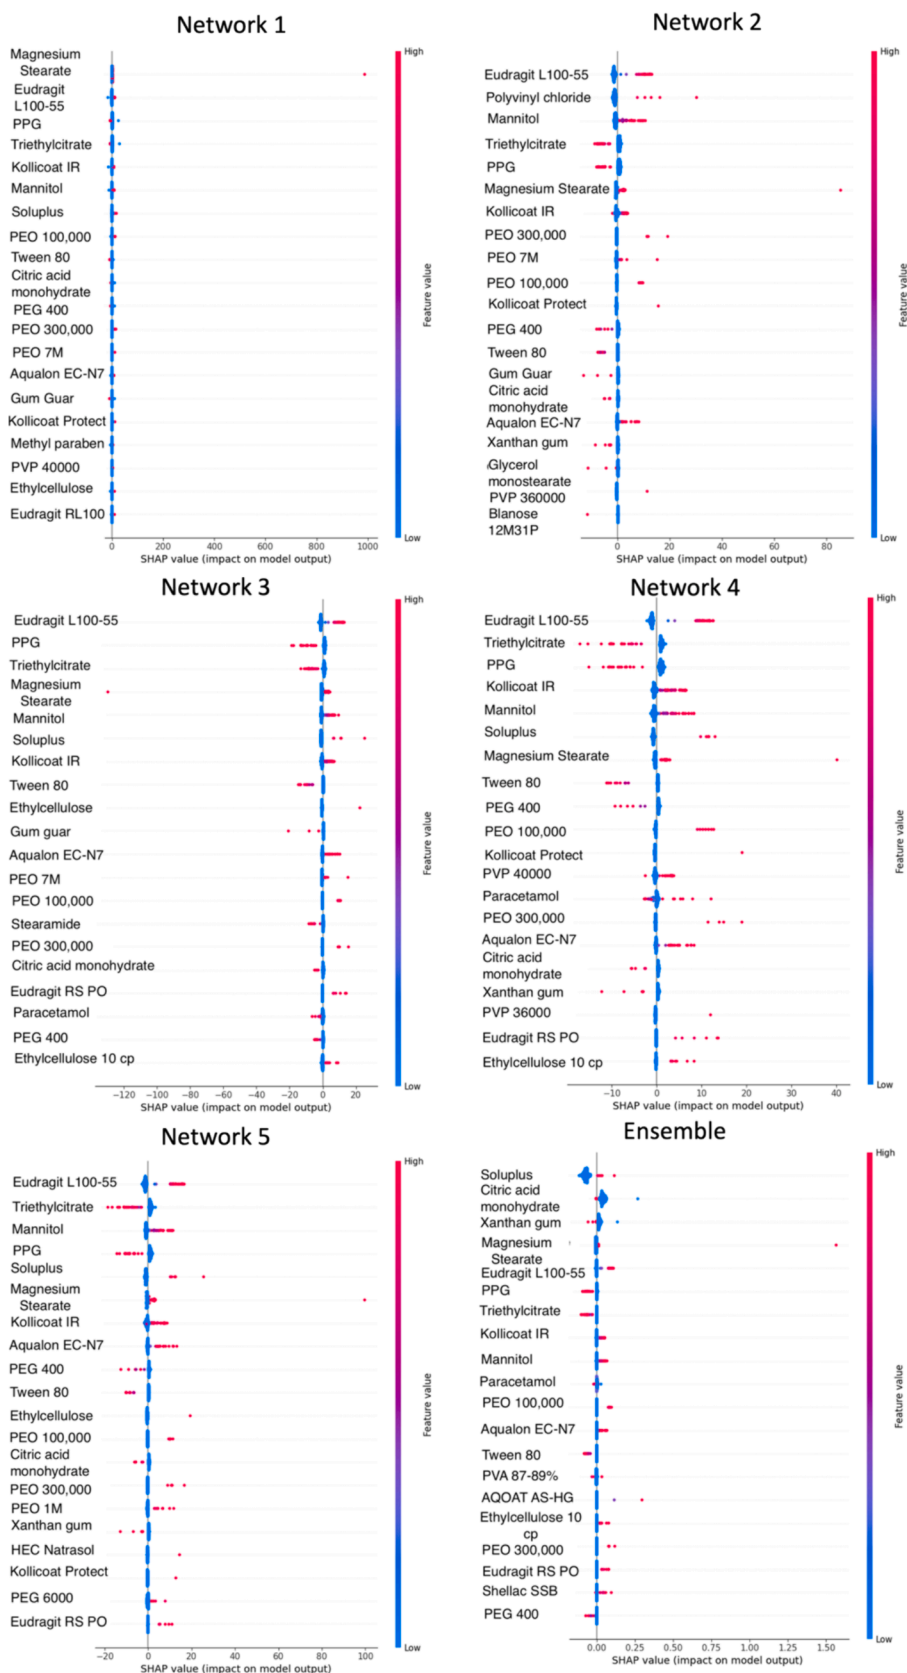 Network 1
High
Magnesium
Stearate
Eudragit
L100-55
PPG
Triethylcitrate
Kollicoat IR
Mannitol
Soluplus
PEO 100,000
Tween 80
Citric acid
monohydrate
PEG 400
PEO 300,000
PEO 7M
Aqualon EC-N7
Gum Guar
Kollicoat Protect
Methyl paraben
PVP 40000
Ethylcellulose
Eudragit RL100
Feature value
Low
0 200 400 600 800 1000
SHAP value (impact on model output)
Network 2
High
Eudragit L100-55
Polyvinyl chloride
Mannitol
Triethylcitrate
PPG
Magnesium Stearate
Kollicoat IR
PEO 300,000
PEO 7M
PEO 100,000
Kollicoat Protect
PEG 400
Tween 80
Gum Guar
Citric acid
monohydrate
Aqualon EC-N7
Xanthan gum
Glycerol
monostearate
PVP 360000
Blanose
12M31P
Feature value
Low
0 20 40 60 80
SHAP value (impact on model output)
Network 3
High
Eudragit L100-55
PPG
Triethylcitrate
Magnesium
Stearate
Mannitol
Soluplus
Kollicoat IR
Tween 80
Ethylcellulose
Gum guar
Aqualon EC-N7
PEO 7M
PEO 100,000
Stearamide
PEO 300,000
Citric acid monohydrate
Eudragit RS PO
Paracetamol
PEG 400
Ethylcellulose 10 cp
Feature value
Low
−120 −100 −80 −60 −40 −20 0 20
SHAP value (impact on model output)
Network 4
High
Eudragit L100-55
Triethylcitrate
PPG
Kollicoat IR
Mannitol
Soluplus
Magnesium Stearate
Tween 80
PEG 400
PEO 100,000
Kollicoat Protect
PVP 40000
Paracetamol
PEO 300,000
Aqualon EC-N7
Citric acid
monohydrate
Xanthan gum
PVP 36000
Eudragit RS PO
Ethylcellulose 10 cp
Feature value
Low
−10 0 10 20 30 40
SHAP value (impact on model output)
Network 5
High
Eudragit L100-55
Triethylcitrate
Mannitol
PPG
Soluplus
Magnesium
Stearate
Kollicoat IR
Aqualon EC-N7
PEG 400
Tween 80
Ethylcellulose
PEO 100,000
Citric acid
monohydrate
PEO 300,000
PEO 1M
Xanthan gum
HEC Natrasol
Kollicoat Protect
PEG 6000
Eudragit RS PO
Feature value
Low
−20 0 20 40 60 80 100
SHAP value (impact on model output)
Ensemble
High
Soluplus
Citric acid
monohydrate
Xanthan gum
Magnesium
Stearate
Eudragit L100-55
PPG
Triethylcitrate
Kollicoat IR
Mannitol
Paracetamol
PEO 100,000
Aqualon EC-N7
Tween 80
PVA 87-89%
AQOAT AS-HG
Ethylcellulose 10
cp
PEO 300,000
Eudragit RS PO
Shellac SSB
PEG 400
Feature value
Low
0.00 0.25 0.50 0.75 1.00 1.25 1.50
SHAP value (impact on model output)